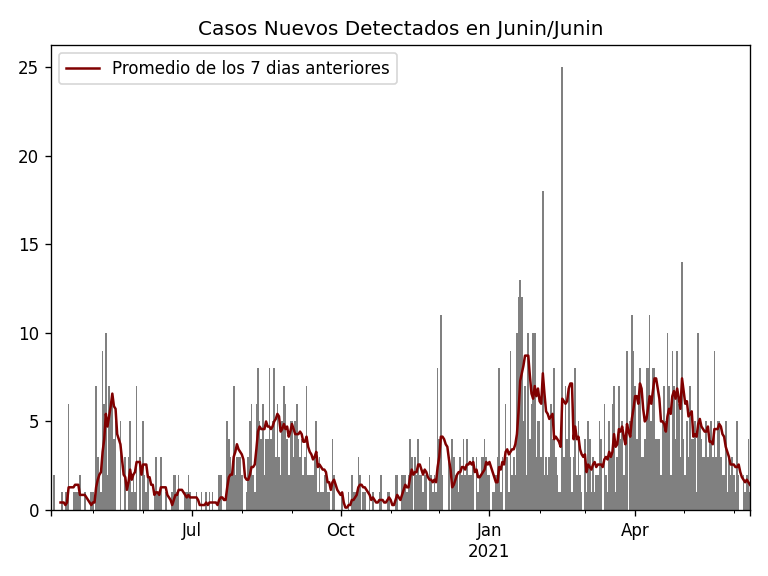 Casos Nuevos Detectados en Junin/Junin
Promedio de los 7 dias anteriores
25
20
15
10
5
0
Jul
Oct
Jan
2021
Apr